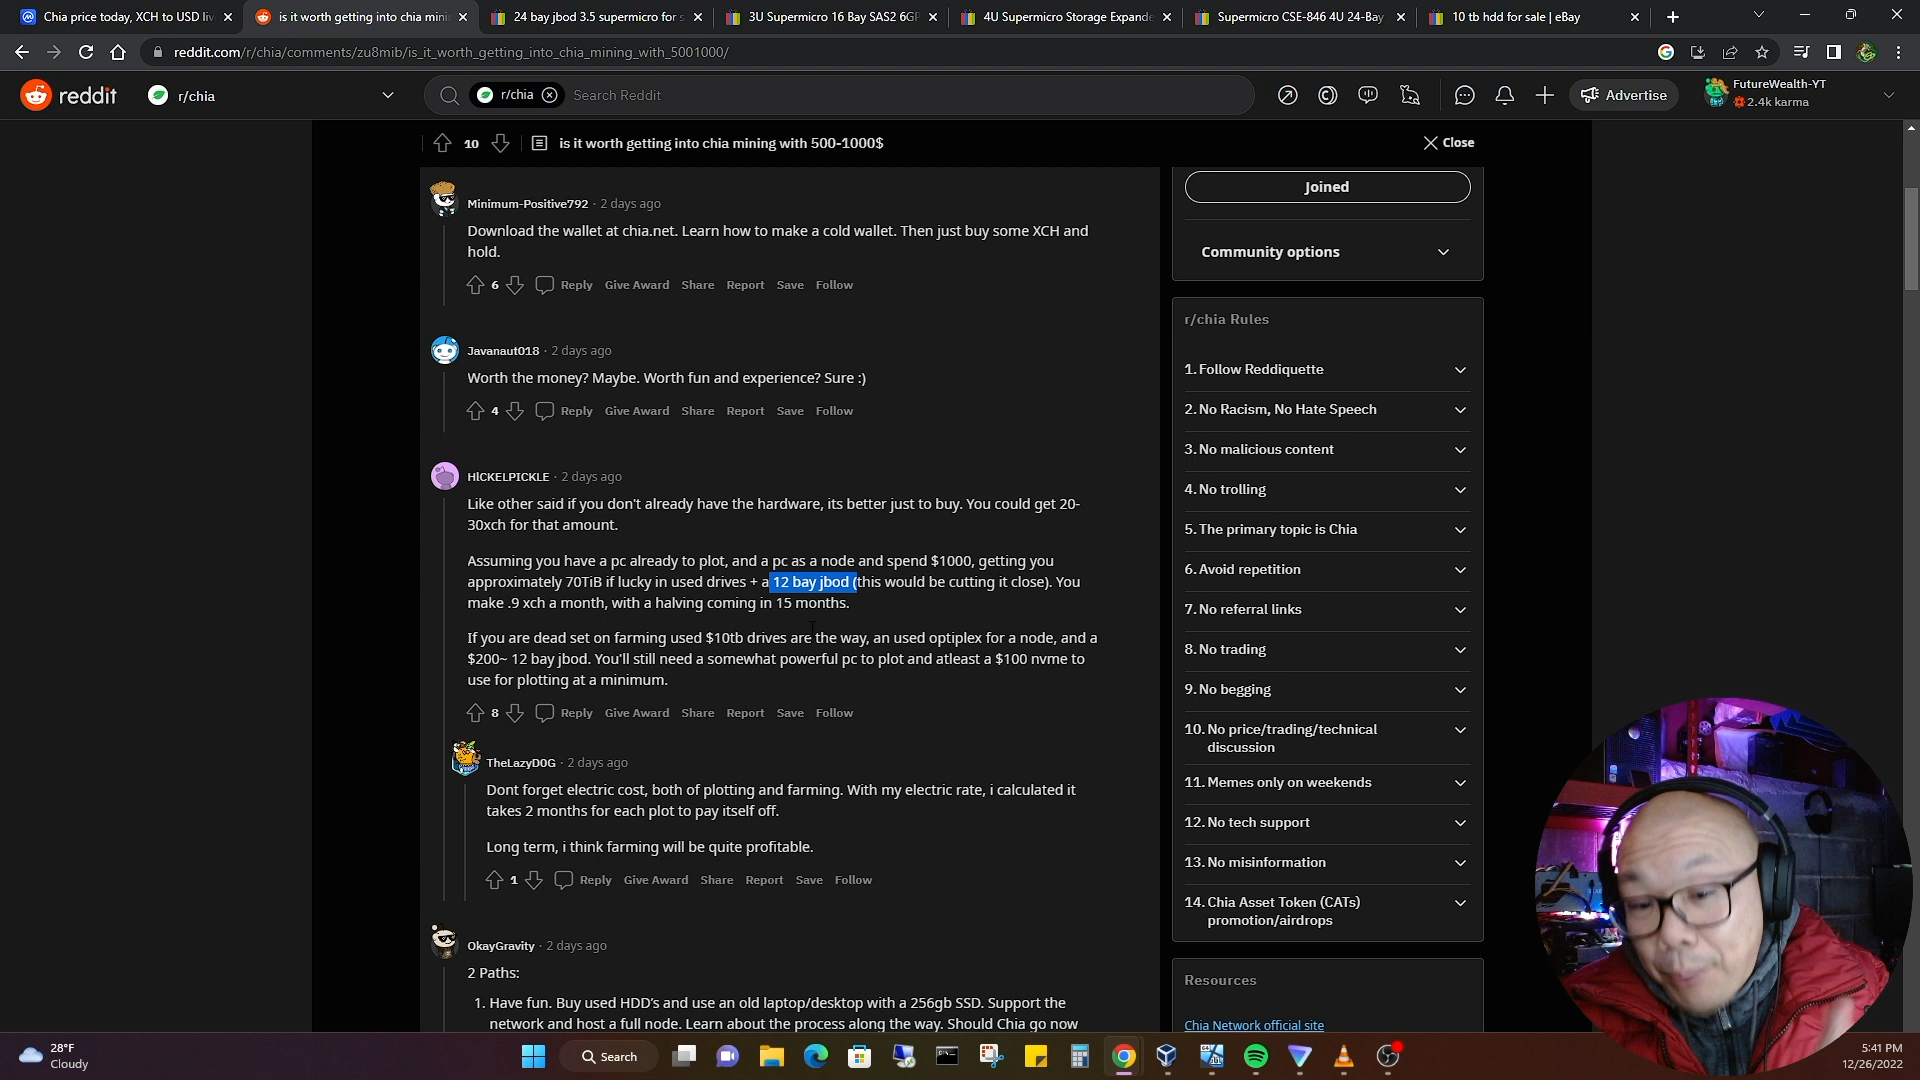 Chia price today, XCH to USD liv
is it worth getting into chia mini
24 bay jbod 3.5 supermicro for s
3U Supermicro 16 Bay SAS2 6GP
4U Supermicro Storage Expande
Supermicro CSE-846 4U 24-Bay
10 tb hdd for sale | eBay
reddit.com/r/chia/comments/zu8mib/is_it_worth_getting_into_chia_mining_with_5001000/
reddit
r/chia
r/chia
Search Reddit
Advertise
FutureWealth-YT
2.4k karma
10
is it worth getting into chia mining with 500-1000$
Close
Minimum-Positive792 · 2 days ago
Download the wallet at chia.net. Learn how to make a cold wallet. Then just buy some XCH and
hold.
6 Reply Give Award Share Report Save Follow
Javanaut018 · 2 days ago
Worth the money? Maybe. Worth fun and experience? Sure :)
4 Reply Give Award Share Report Save Follow
HICKELPICKLE · 2 days ago
Like other said if you don't already have the hardware, its better just to buy. You could get 20-
30xch for that amount.
Assuming you have a pc already to plot, and a pc as a node and spend $1000, getting you
approximately 70TiB if lucky in used drives + a 12 bay jbod (this would be cutting it close). You
make .9 xch a month, with a halving coming in 15 months.
If you are dead set on farming used $10tb drives are the way, an used optiplex for a node, and a
$200~ 12 bay jbod. You'll still need a somewhat powerful pc to plot and atleast a $100 nvme to
use for plotting at a minimum.
8 Reply Give Award Share Report Save Follow
TheLazyD0G · 2 days ago
Dont forget electric cost, both of plotting and farming. With my electric rate, i calculated it
takes 2 months for each plot to pay itself off.
Long term, i think farming will be quite profitable.
1 Reply Give Award Share Report Save Follow
OkayGravity · 2 days ago
2 Paths:
1. Have fun. Buy used HDD's and use an old laptop/desktop with a 256gb SSD. Support the
network and host a full node. Learn about the process along the way. Should Chia go now
Joined
Community options
r/chia Rules
1. Follow Reddiquette
2. No Racism, No Hate Speech
3. No malicious content
4. No trolling
5. The primary topic is Chia
6. Avoid repetition
7. No referral links
8. No trading
9. No begging
10. No price/trading/technical
discussion
11. Memes only on weekends
12. No tech support
13. No misinformation
14. Chia Asset Token (CATs)
promotion/airdrops
Resources
Chia Network official site
28°F
Cloudy
Search
5:41 PM
12/26/2022